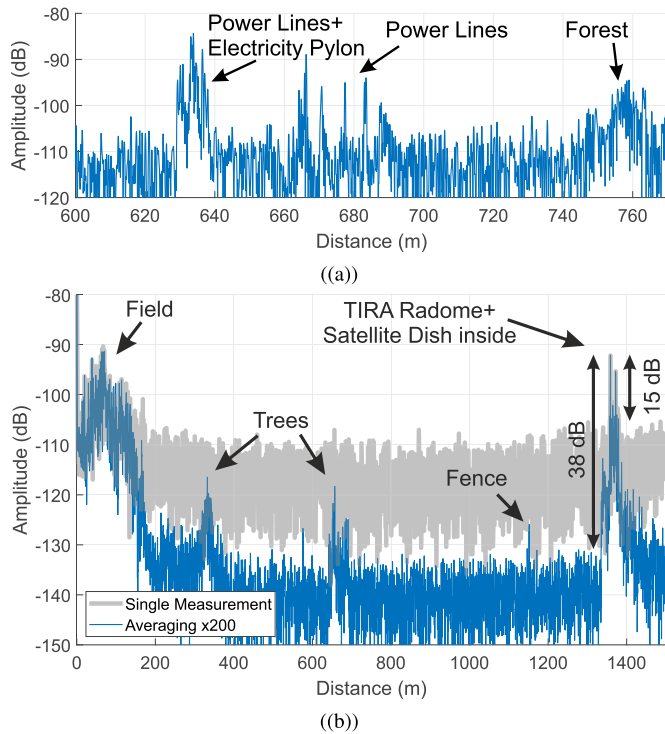 -80
-90
-100
-110
-120
Amplitude (dB)
Power Lines+
Electricity Pylon
Power Lines
Forest
600
620
640
660
680
700
720
740
760
Distance (m)
((a))
-80
-90
-100
-110
-120
-130
-140
-150
Amplitude (dB)
Field
TIRA Radome+
Satellite Dish inside
Trees
Fence
38 dB
15 dB
Single Measurement
Averaging x200
0
200
400
600
800
1000
1200
1400
Distance (m)
((b))